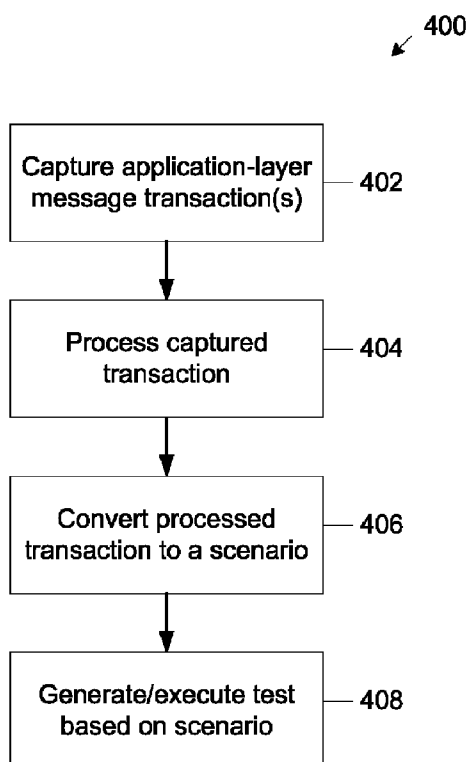 400
Capture application-layer
message transaction(s)
402
Process captured
transaction
404
Convert processed
transaction to a scenario
406
Generate/execute test
based on scenario
408